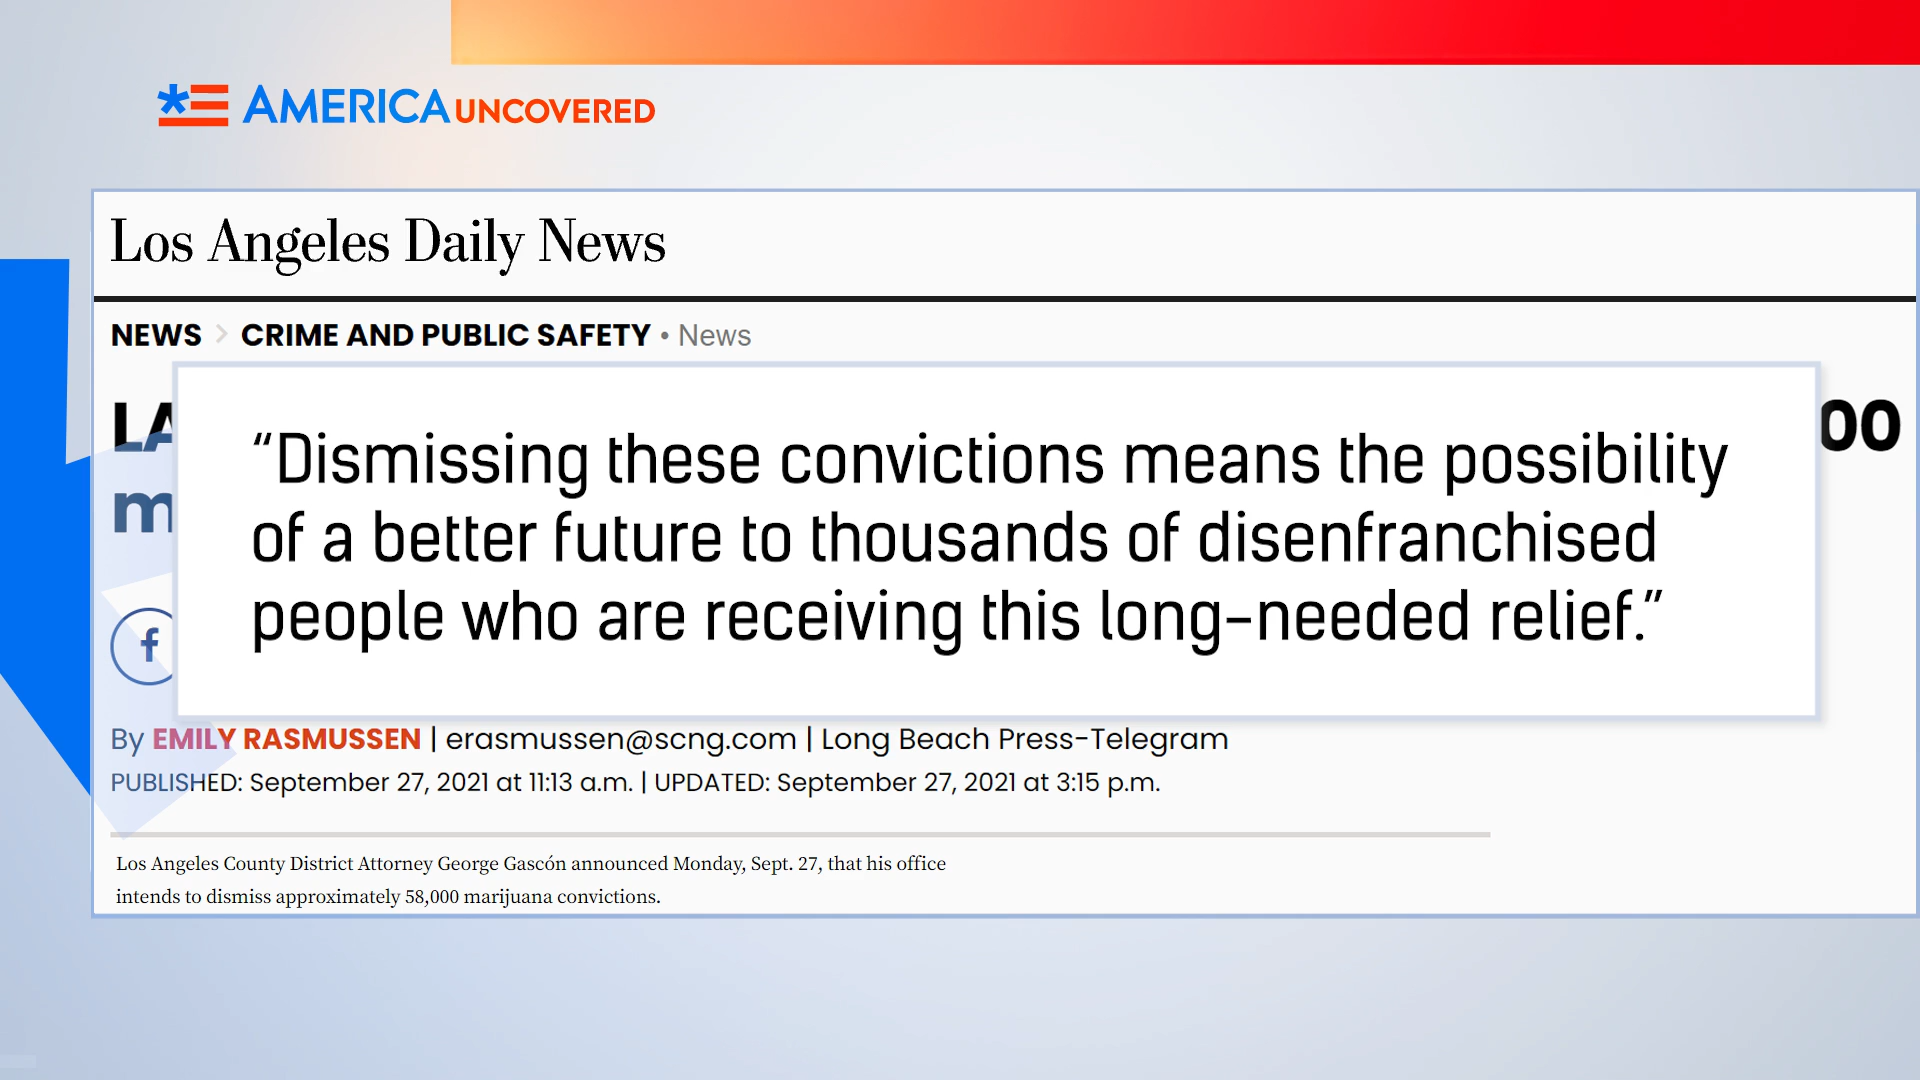 AMERICA UNCOVERED
Los Angeles Daily News
NEWS > CRIME AND PUBLIC SAFETY • News
“Dismissing these convictions means the possibility
of a better future to thousands of disenfranchised
people who are receiving this long-needed relief.”
By EMILY RASMUSSEN | erasmussen@scng.com | Long Beach Press-Telegram
PUBLISHED: September 27, 2021 at 11:13 a.m. | UPDATED: September 27, 2021 at 3:15 p.m.
Los Angeles County District Attorney George Gascón announced Monday, Sept. 27, that his office
intends to dismiss approximately 58,000 marijuana convictions.